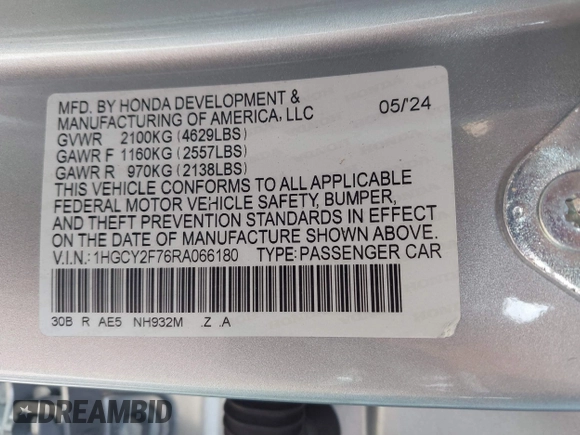 MFD. BY HONDA DEVELOPMENT &
MANUFACTURING OF AMERICA, LLC 05/'24
GVWR 2100KG (4629LBS)
GAWR F 1160KG (2557LBS)
GAWR R 970KG (2138LBS)
THIS VEHICLE CONFORMS TO ALL APPLICABLE
FEDERAL MOTOR VEHICLE SAFETY, BUMPER,
AND THEFT PREVENTION STANDARDS IN EFFECT
ON THE DATE OF MANUFACTURE SHOWN ABOVE.
V.I.N.: 1HGCY2F76RA066180 TYPE: PASSENGER CAR
30B R AE5 NH932M .Z .A
DREAMBID